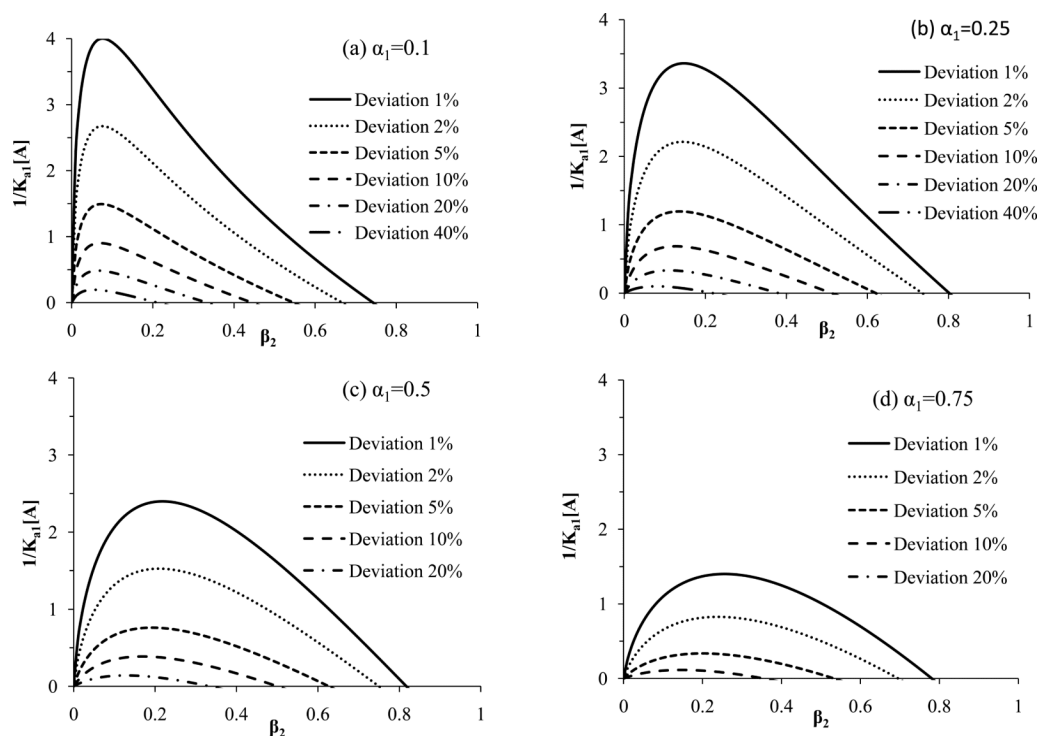 (a) α₁=0.1
Deviation 1%
Deviation 2%
Deviation 5%
Deviation 10%
Deviation 20%
Deviation 40%
1/Kₐ₁[A]
4
3
2
1
0
0 0.2 0.4 0.6 0.8 1
β₂
(b) α₁=0.25
Deviation 1%
Deviation 2%
Deviation 5%
Deviation 10%
Deviation 20%
Deviation 40%
1/Kₐ₁[A]
4
3
2
1
0
0 0.2 0.4 0.6 0.8 1
β₂
(c) α₁=0.5
Deviation 1%
Deviation 2%
Deviation 5%
Deviation 10%
Deviation 20%
1/Kₐ₁[A]
4
3
2
1
0
0 0.2 0.4 0.6 0.8 1
β₂
(d) α₁=0.75
Deviation 1%
Deviation 2%
Deviation 5%
Deviation 10%
Deviation 20%
1/Kₐ₁[A]
4
3
2
1
0
0 0.2 0.4 0.6 0.8 1
β₂